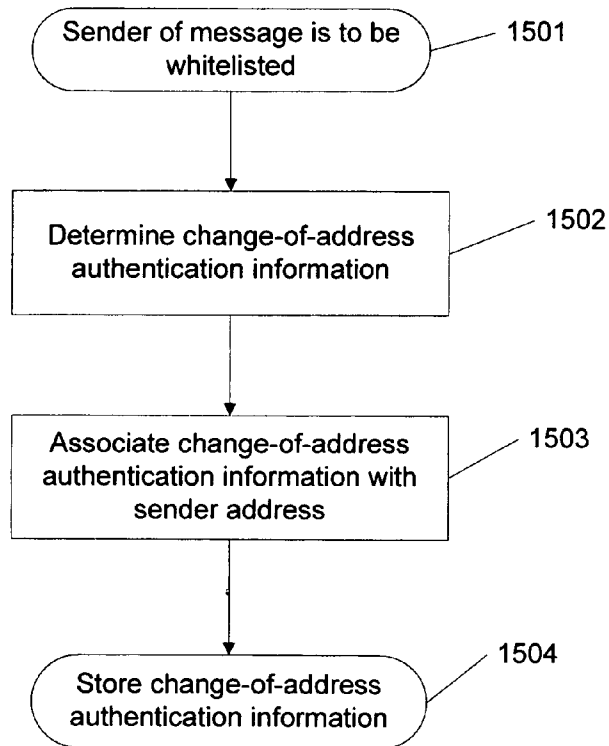 Sender of message is to be
whitelisted
1501
Determine change-of-address
authentication information
1502
Associate change-of-address
authentication information with
sender address
1503
Store change-of-address
authentication information
1504